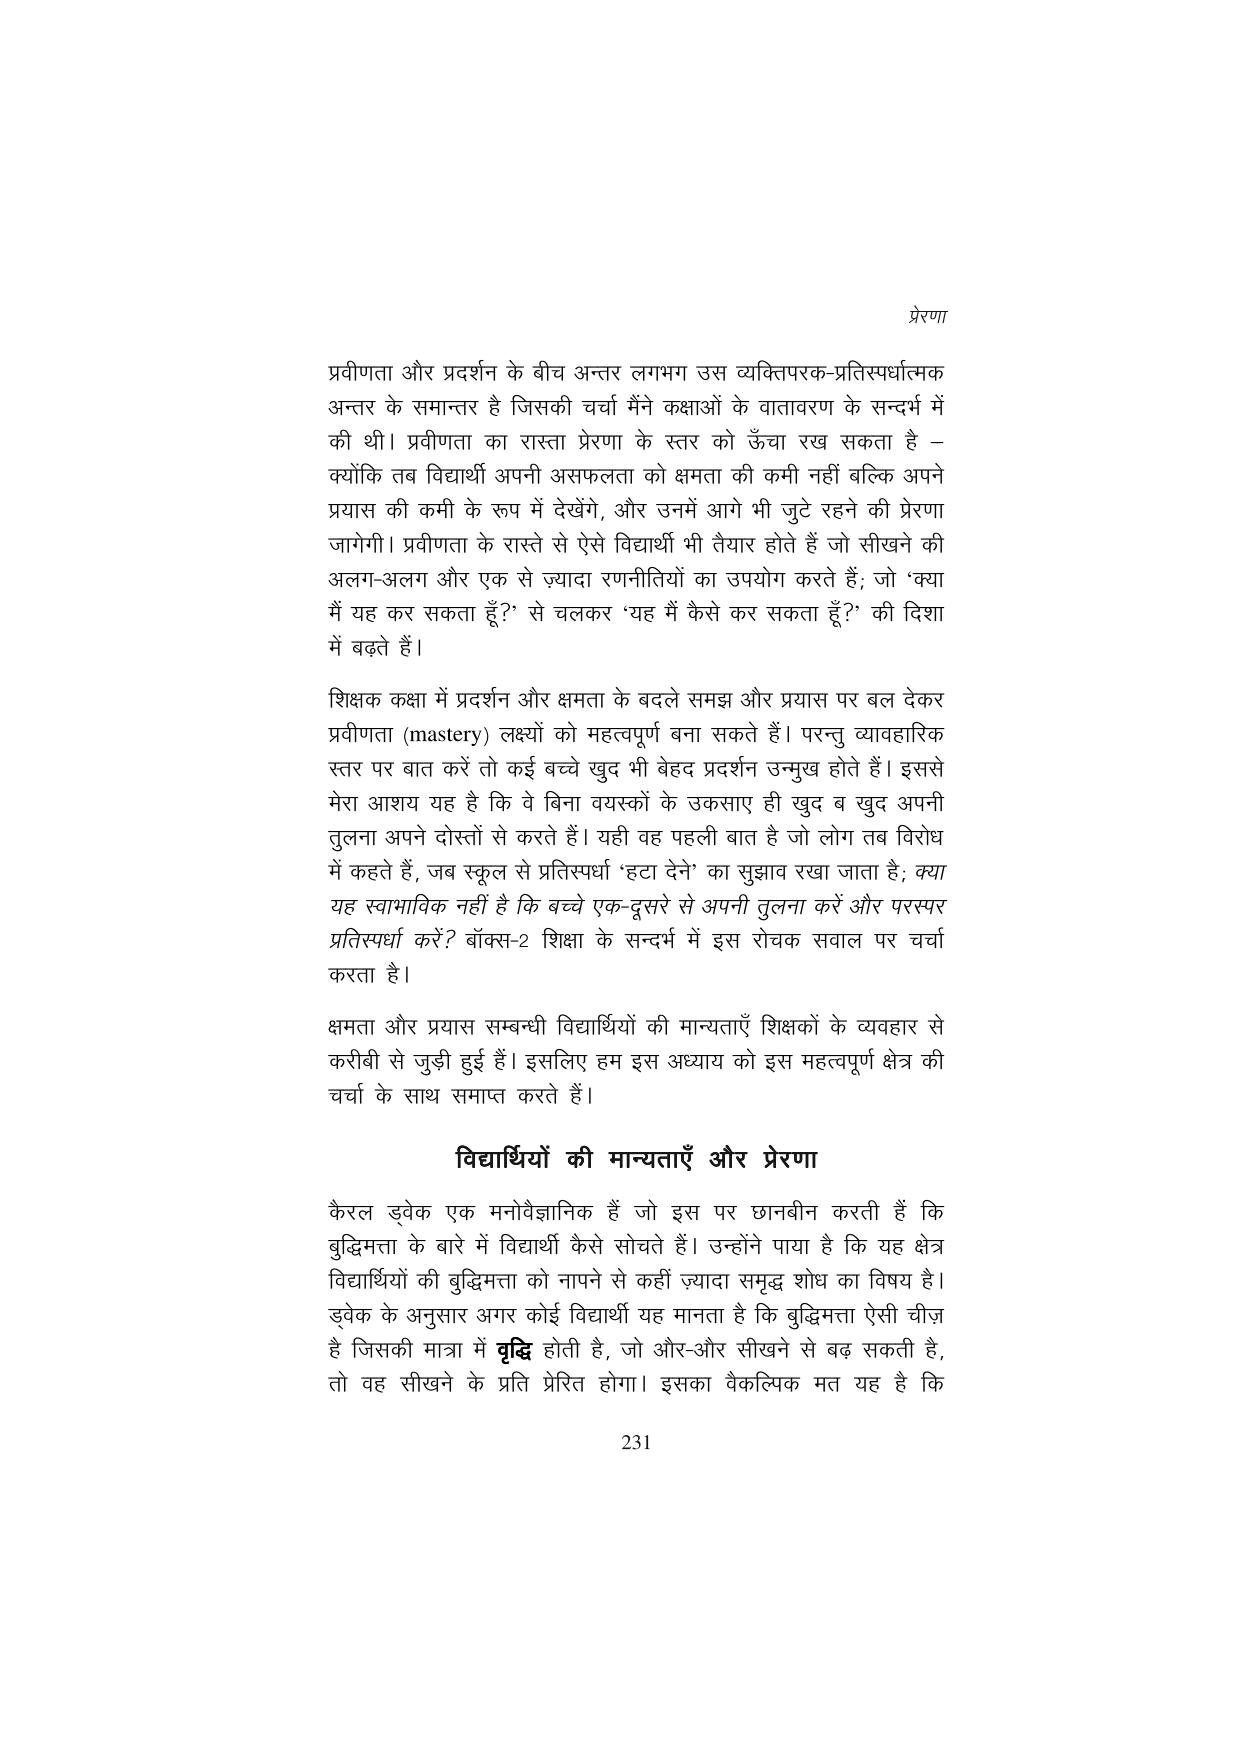 प्रेरणा
प्रवीणता और प्रदर्शन के बीच अन्तर लगभग उस व्यक्तिपरक-प्रतिस्पर्धात्मक
अन्तर के समान्तर है जिसकी चर्चा मैंने कक्षाओं के वातावरण के सन्दर्भ में
की थी। प्रवीणता का रास्ता प्रेरणा के स्तर को ऊँचा रख सकता है –
क्योंकि तब विद्यार्थी अपनी असफलता को क्षमता की कमी नहीं बल्कि अपने
प्रयास की कमी के रूप में देखेंगे, और उनमें आगे भी जुटे रहने की प्रेरणा
जागेगी। प्रवीणता के रास्ते से ऐसे विद्यार्थी भी तैयार होते हैं जो सीखने की
अलग-अलग और एक से ज़्यादा रणनीतियों का उपयोग करते हैं; जो ‘क्या
मैं यह कर सकता हूँ?’ से चलकर ‘यह मैं कैसे कर सकता हूँ?’ की दिशा
में बढ़ते हैं।
शिक्षक कक्षा में प्रदर्शन और क्षमता के बदले समझ और प्रयास पर बल देकर
प्रवीणता (mastery) लक्ष्यों को महत्वपूर्ण बना सकते हैं। परन्तु व्यावहारिक
स्तर पर बात करें तो कई बच्चे खुद भी बेहद प्रदर्शन उन्मुख होते हैं। इससे
मेरा आशय यह है कि वे बिना वयस्कों के उकसाए ही खुद ब खुद अपनी
तुलना अपने दोस्तों से करते हैं। यही वह पहली बात है जो लोग तब विरोध
में कहते हैं, जब स्कूल से प्रतिस्पर्धा ‘हटा देने’ का सुझाव रखा जाता है; क्या
यह स्वाभाविक नहीं है कि बच्चे एक-दूसरे से अपनी तुलना करें और परस्पर
प्रतिस्पर्धा करें? बॉक्स-2 शिक्षा के सन्दर्भ में इस रोचक सवाल पर चर्चा
करता है।
क्षमता और प्रयास सम्बन्धी विद्यार्थियों की मान्यताएँ शिक्षकों के व्यवहार से
करीबी से जुड़ी हुई हैं। इसलिए हम इस अध्याय को इस महत्वपूर्ण क्षेत्र की
चर्चा के साथ समाप्त करते हैं।
विद्यार्थियों की मान्यताएँ और प्रेरणा
कैरल ड्वेक एक मनोवैज्ञानिक हैं जो इस पर छानबीन करती हैं कि
बुद्धिमत्ता के बारे में विद्यार्थी कैसे सोचते हैं। उन्होंने पाया है कि यह क्षेत्र
विद्यार्थियों की बुद्धिमत्ता को नापने से कहीं ज़्यादा समृद्ध शोध का विषय है।
ड्वेक के अनुसार अगर कोई विद्यार्थी यह मानता है कि बुद्धिमत्ता ऐसी चीज़
है जिसकी मात्रा में वृद्धि होती है, जो और-और सीखने से बढ़ सकती है,
तो वह सीखने के प्रति प्रेरित होगा। इसका वैकल्पिक मत यह है कि
231